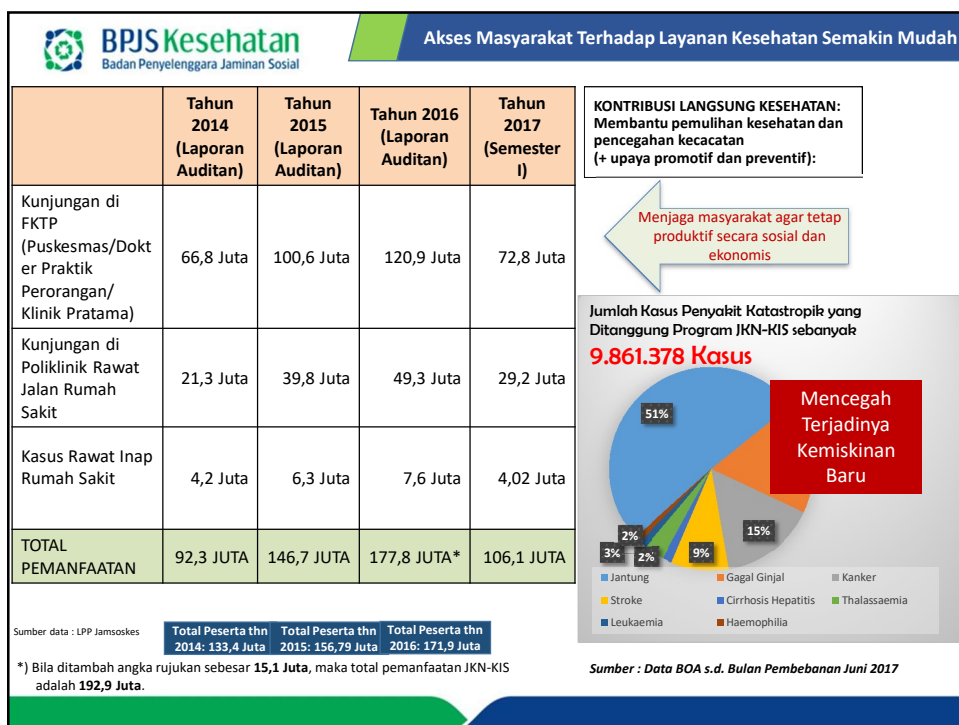 BPJS Kesehatan
Badan Penyelenggara Jaminan Sosial
Akses Masyarakat Terhadap Layanan Kesehatan Semakin Mudah
Tahun
2014
(Laporan
Auditan)
Tahun
2015
(Laporan
Auditan)
Tahun 2016
(Laporan
Auditan)
Tahun
2017
(Semester
I)
Kunjungan di
FKTP
(Puskesmas/Dokt
er Praktik
Perorangan/
Klinik Pratama)
66,8 Juta
100,6 Juta
120,9 Juta
72,8 Juta
Kunjungan di
Poliklinik Rawat
Jalan Rumah
Sakit
21,3 Juta
39,8 Juta
49,3 Juta
29,2 Juta
Kasus Rawat Inap
Rumah Sakit
4,2 Juta
6,3 Juta
7,6 Juta
4,02 Juta
TOTAL
PEMANFAATAN
92,3 JUTA
146,7 JUTA
177,8 JUTA*
106,1 JUTA
Sumber data : LPP Jamsoskes
Total Peserta thn
2014: 133,4 Juta
Total Peserta thn
2015: 156,79 Juta
Total Peserta thn
2016: 171,9 Juta
*) Bila ditambah angka rujukan sebesar 15,1 Juta, maka total pemanfaatan JKN-KIS
adalah 192,9 Juta.
KONTRIBUSI LANGSUNG KESEHATAN:
Membantu pemulihan kesehatan dan
pencegahan kecacatan
(+ upaya promotif dan preventif):
Menjaga masyarakat agar tetap
produktif secara sosial dan
ekonomis
Jumlah Kasus Penyakit Katastropik yang
Ditanggung Program JKN-KIS sebanyak
9.861.378 Kasus
Mencegah
Terjadinya
Kemiskinan
Baru
51%
15%
9%
2%
3%
2%
Jantung
Gagal Ginjal
Kanker
Stroke
Cirrhosis Hepatitis
Thalassaemia
Leukaemia
Haemophilia
Sumber : Data BOA s.d. Bulan Pembebanan Juni 2017